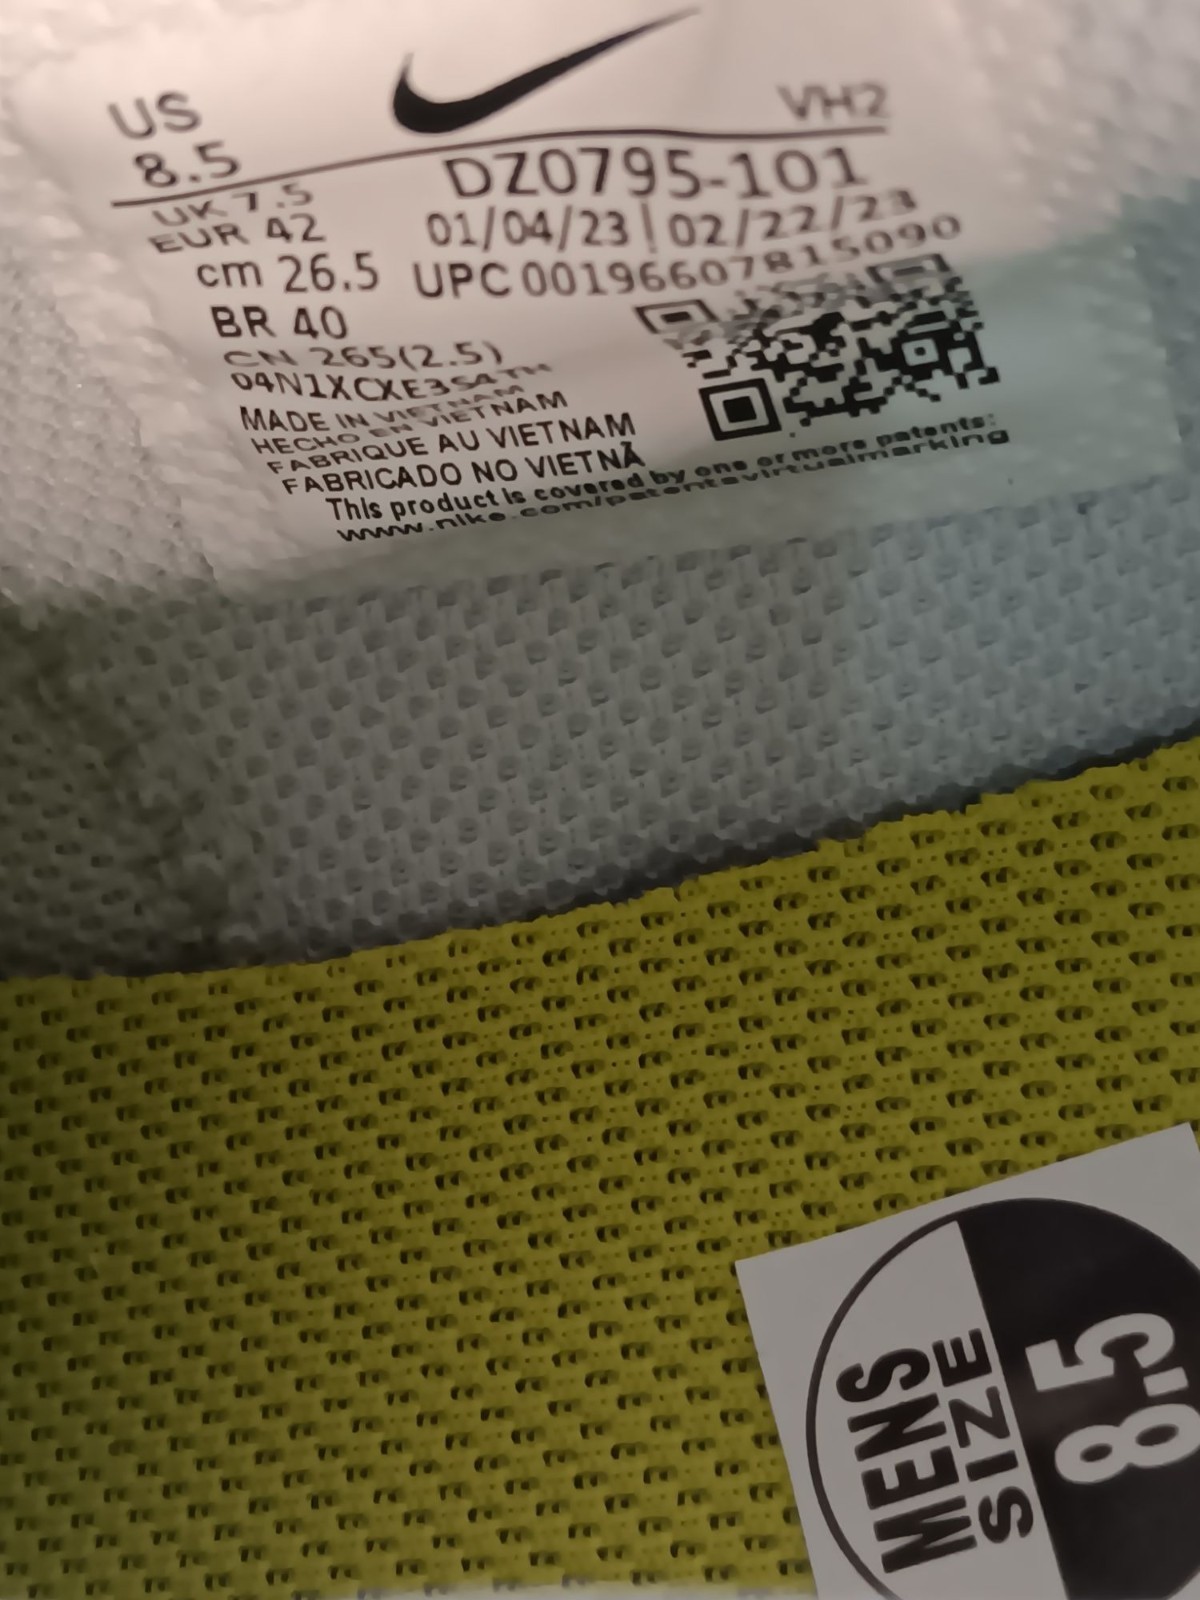 US
8.5
VH2
UK 7.5
EUR 42
cm 26.5
BR 40
CN 265(2.5)
DZ0795-101
01/04/23 | 02/22/23
UPC 00196607815090
04N1XCXE3S4TH
MADE IN VIETNAM
HECHO EN VIETNAM
FABRIQUE AU VIETNAM
FABRICADO NO VIETNÃ
This product is covered by one or more patents:
www.nike.com/patentsvirtualmarking
MENS
SIZE
8.5